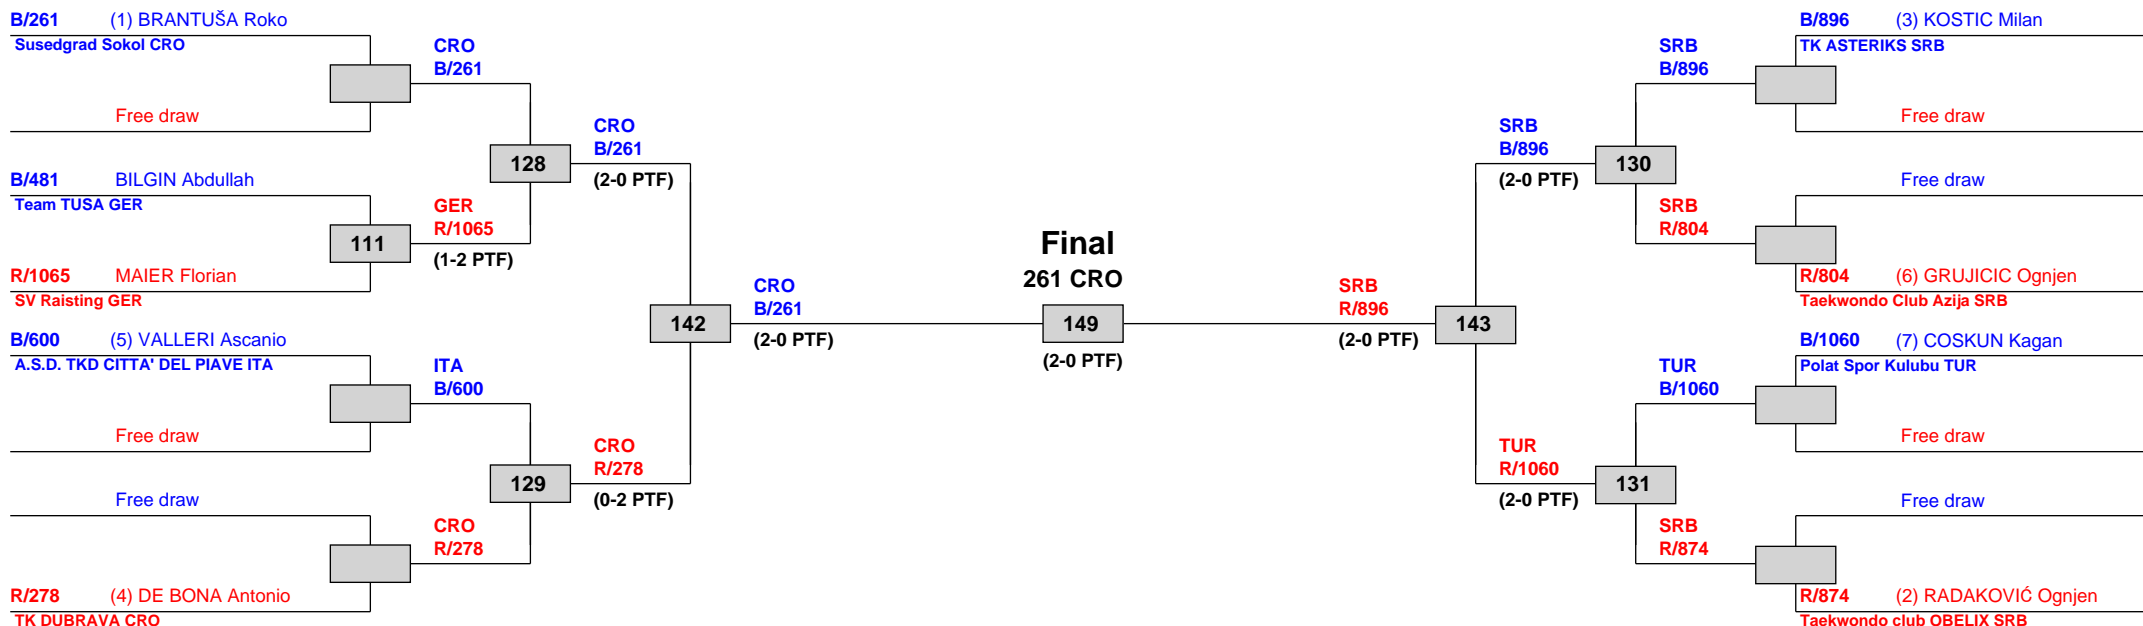 B/261 (1) BRANTUŠA Roko
Susedgrad Sokol CRO
Free draw
B/481 BILGIN Abdullah
Team TUSA GER
R/1065 MAIER Florian
SV Raisting GER
B/600 (5) VALLERI Ascanio
A.S.D. TKD CITTA' DEL PIAVE ITA
Free draw
Free draw
R/278 (4) DE BONA Antonio
TK DUBRAVA CRO
111
CRO
B/261
GER
R/1065
(1-2 PTF)
ITA
B/600
CRO
R/278
128
129
CRO
B/261
(2-0 PTF)
CRO
R/278
(0-2 PTF)
142
CRO
B/261
(2-0 PTF)
Final
261 CRO
149
(2-0 PTF)
SRB
R/896
(2-0 PTF)
143
SRB
B/896
(2-0 PTF)
TUR
R/1060
(2-0 PTF)
130
131
SRB
B/896
SRB
R/804
TUR
B/1060
SRB
R/874
B/896 (3) KOSTIC Milan
TK ASTERIKS SRB
Free draw
Free draw
R/804 (6) GRUJICIC Ognjen
Taekwondo Club Azija SRB
B/1060 (7) COSKUN Kagan
Polat Spor Kulubu TUR
Free draw
Free draw
R/874 (2) RADAKOVIĆ Ognjen
Taekwondo club OBELIX SRB